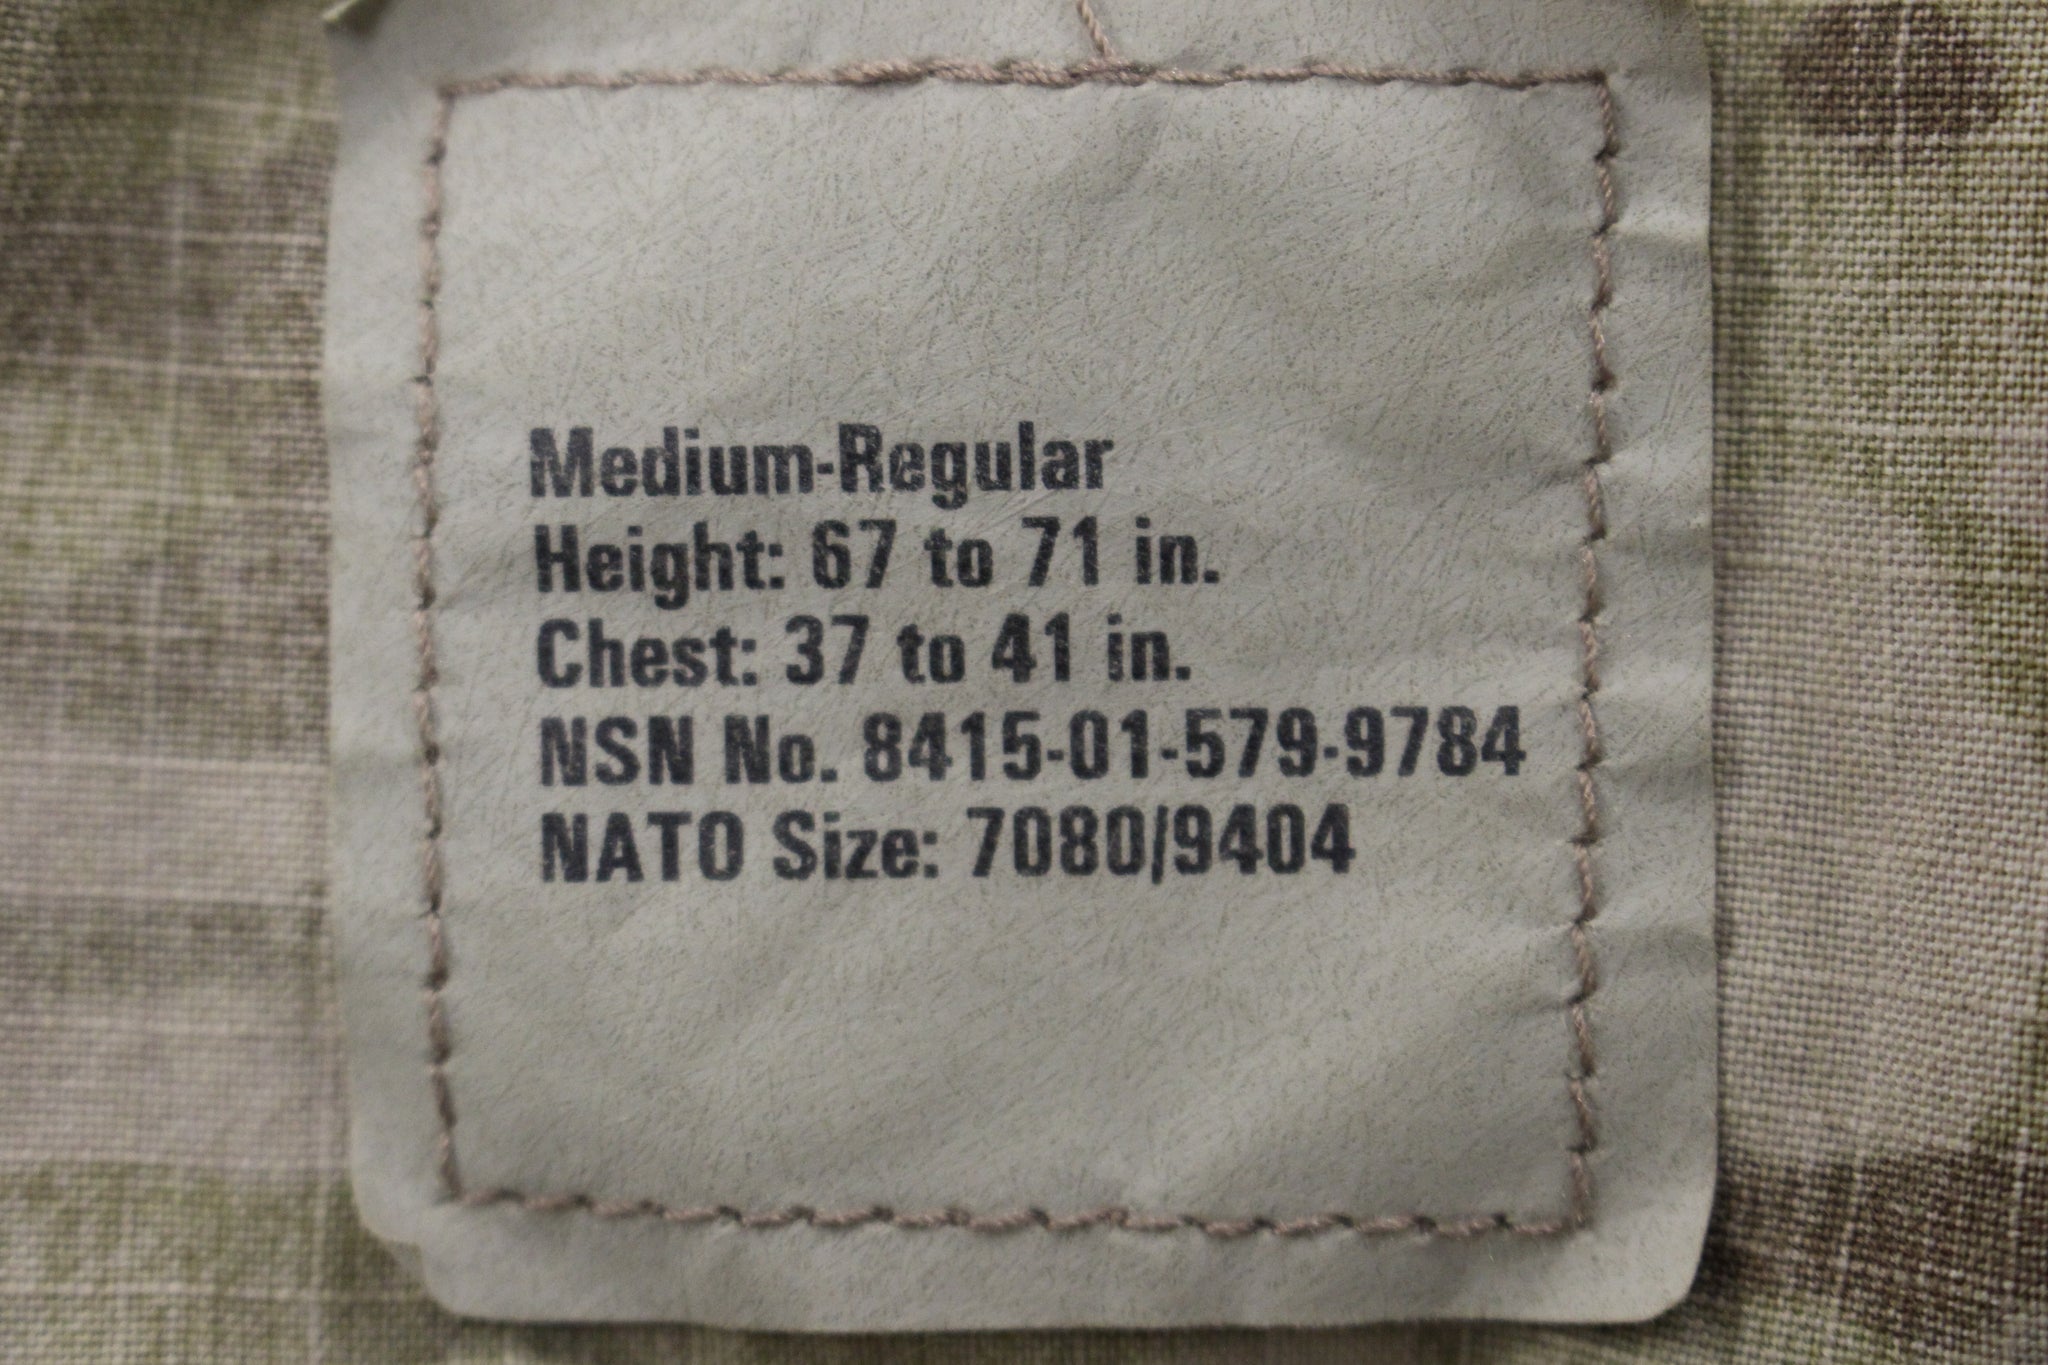 Medium-Regular
Height: 67 to 71 in.
Chest: 37 to 41 in.
NSN No. 8415-01-579-9784
NATO Size: 7080/9404